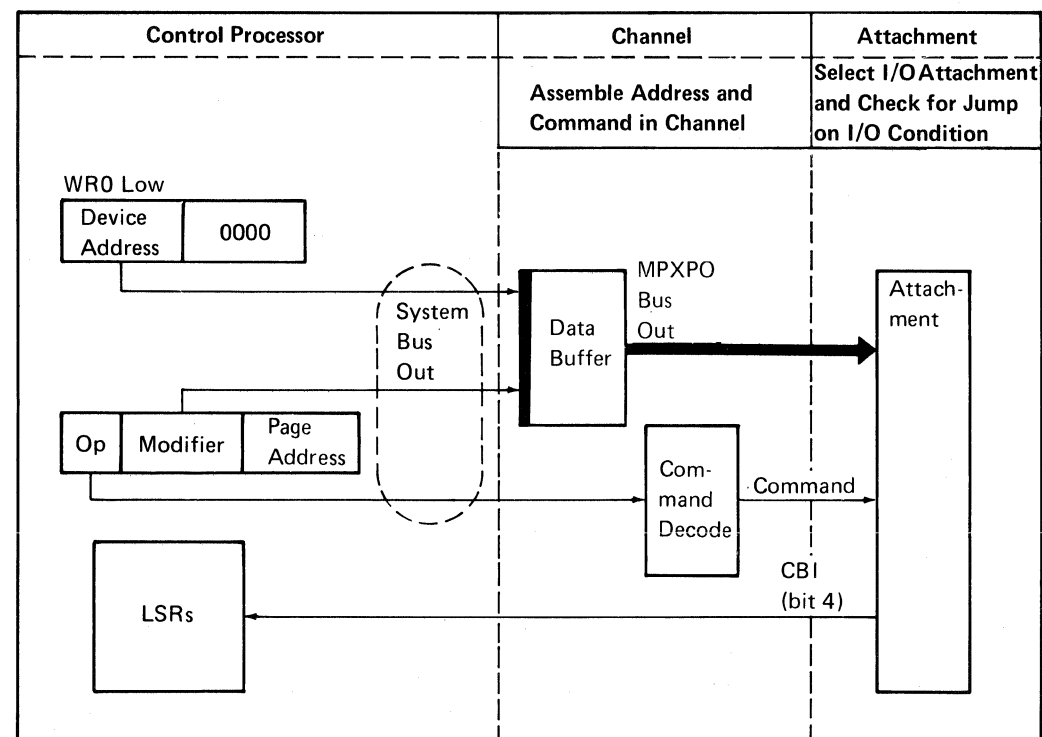 Control Processor
Channel
Attachment
Assemble Address and
Command in Channel
Select I/O Attachment
and Check for Jump
on I/O Condition
WR0 Low
Device
Address
0000
System
Bus
Out
Data
Buffer
MPXPO
Bus
Out
Attach-
ment
Op
Modifier
Page
Address
Com-
mand
Decode
Command
CBI
(bit 4)
LSRs